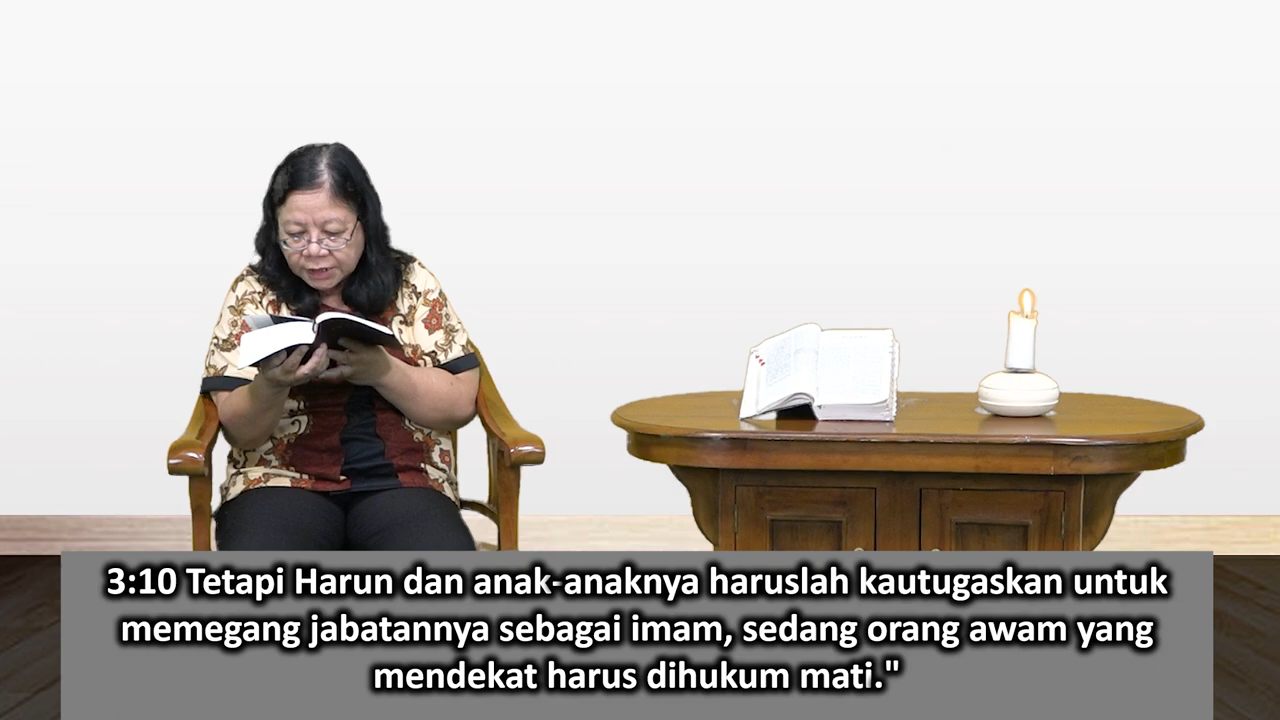 3:10 Tetapi Harun dan anak-anaknya haruslah kautugaskan untuk
memegang jabatannya sebagai imam, sedang orang awam yang
mendekat harus dihukum mati."